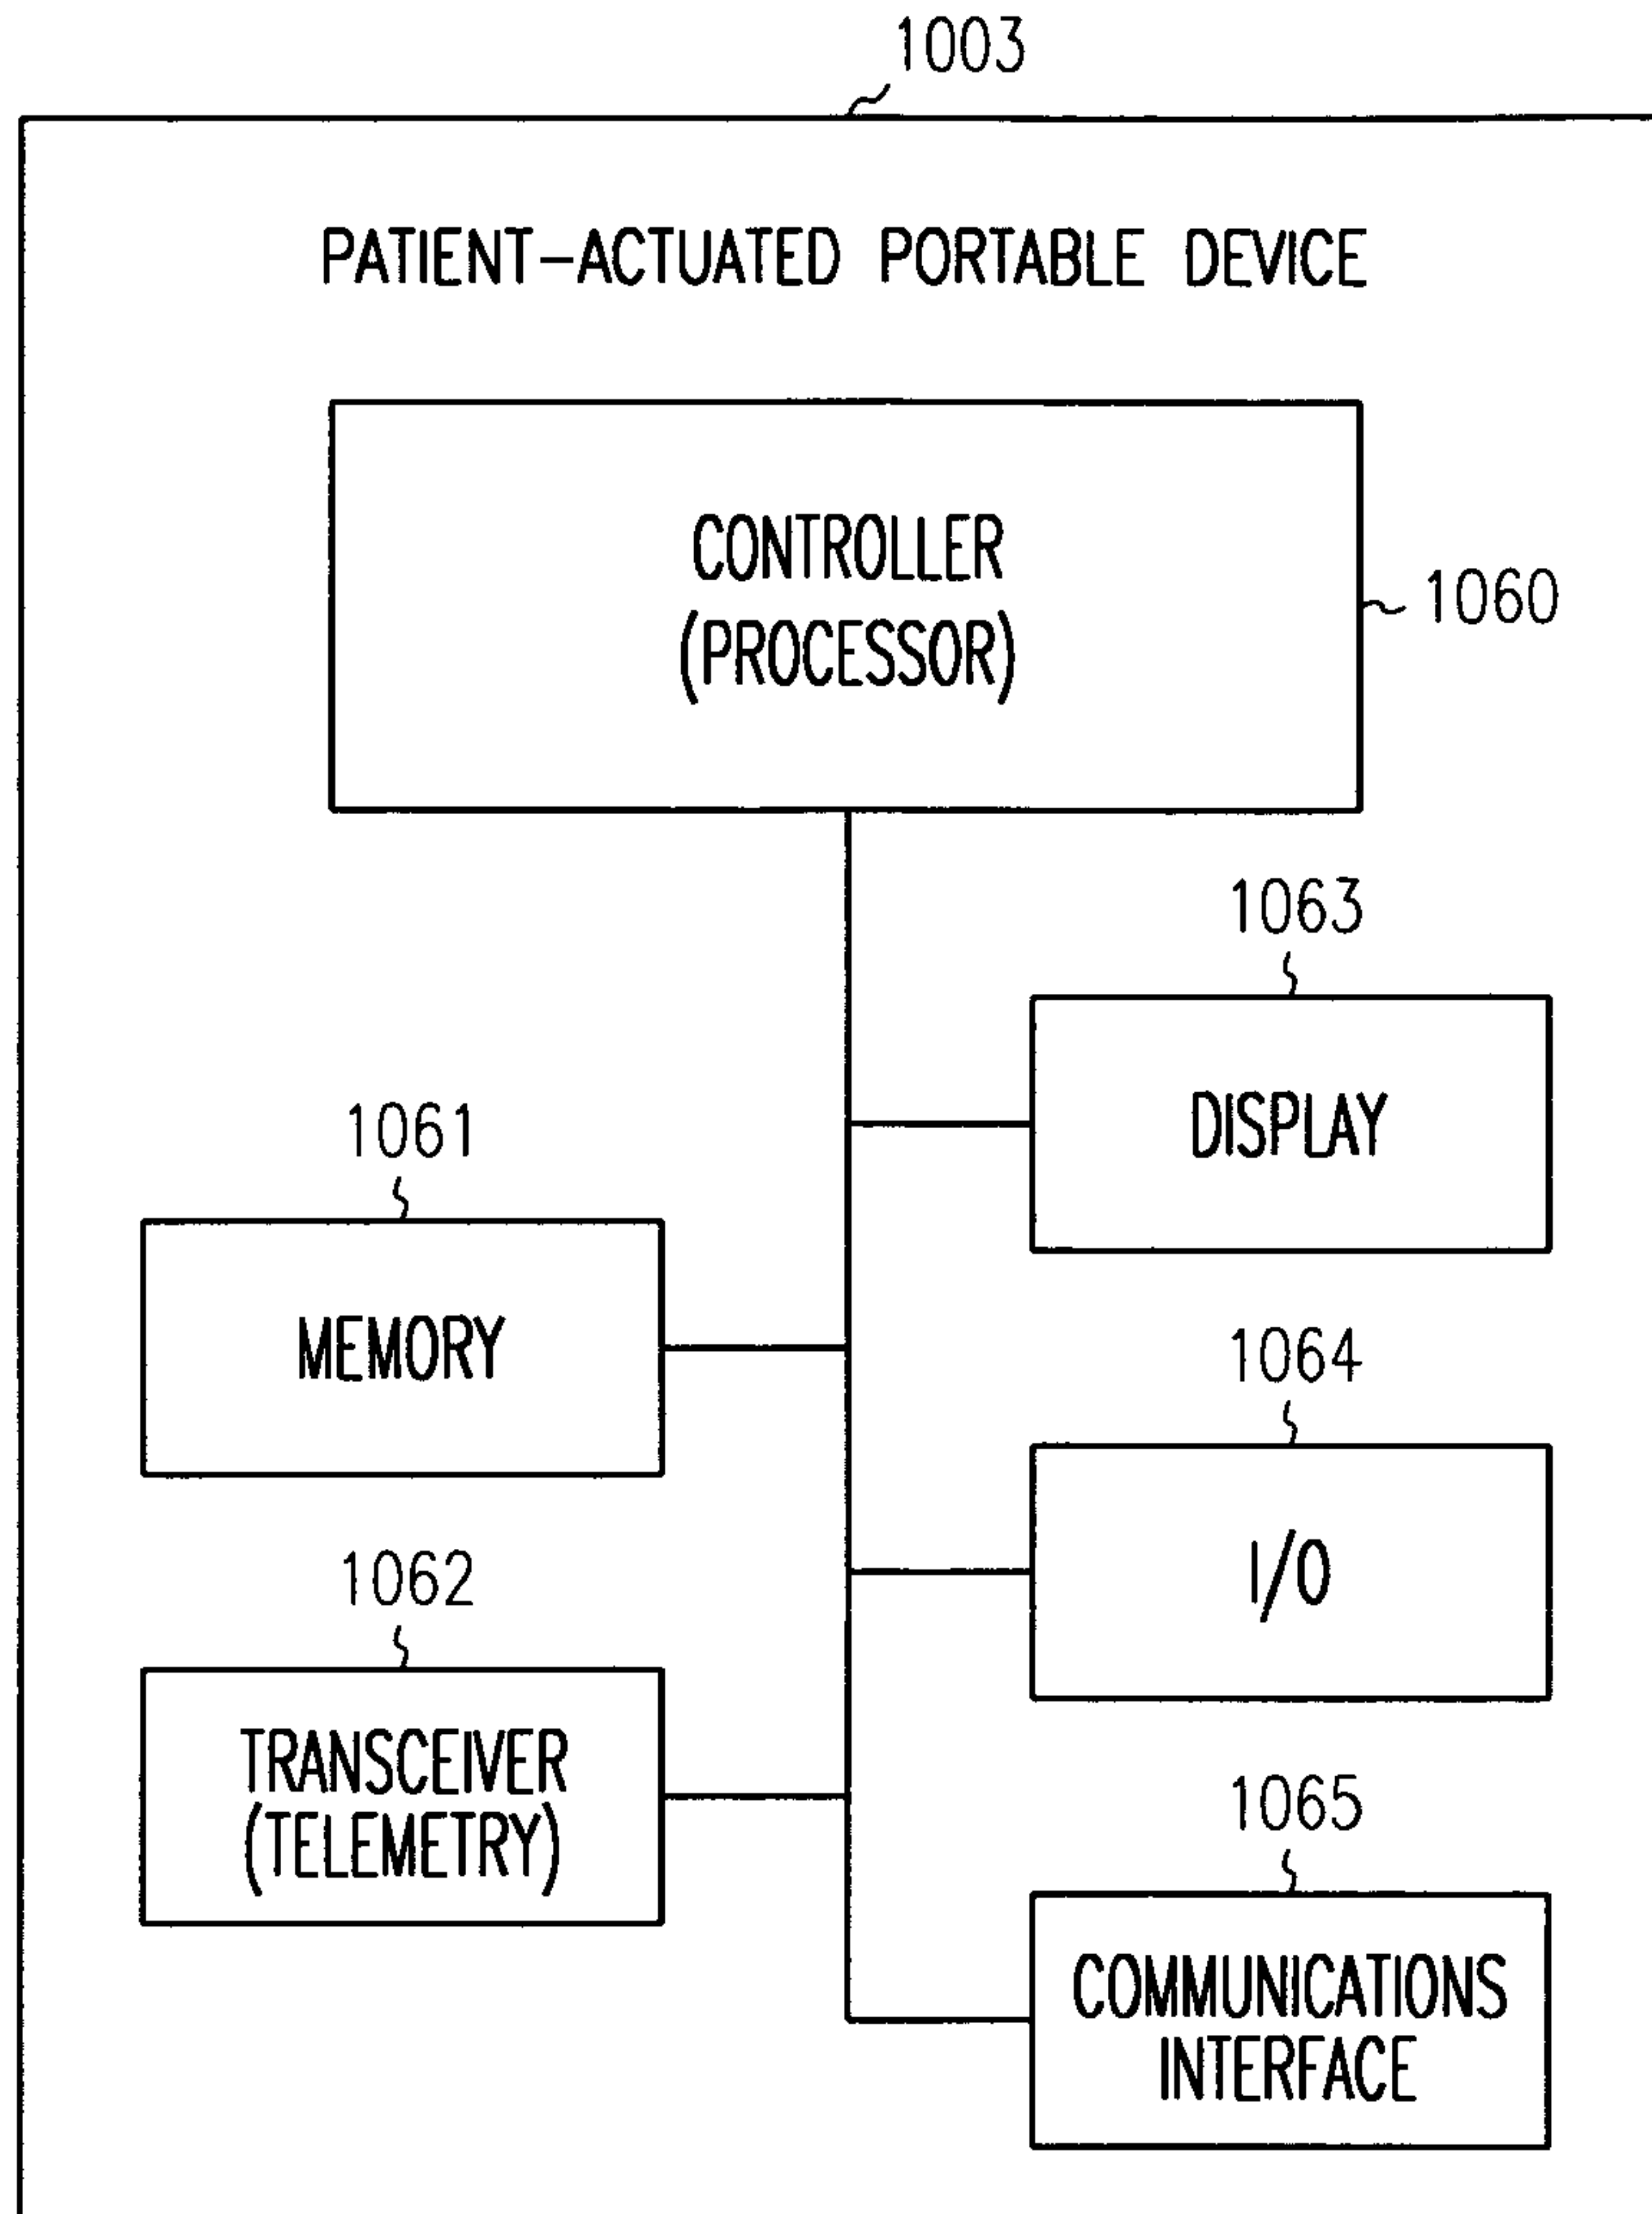 1003
PATIENT-ACTUATED PORTABLE DEVICE
CONTROLLER
(PROCESSOR)
1060
1063
DISPLAY
1061
MEMORY
1064
I/O
1062
TRANSCEIVER
(TELEMETRY)
1065
COMMUNICATIONS
INTERFACE